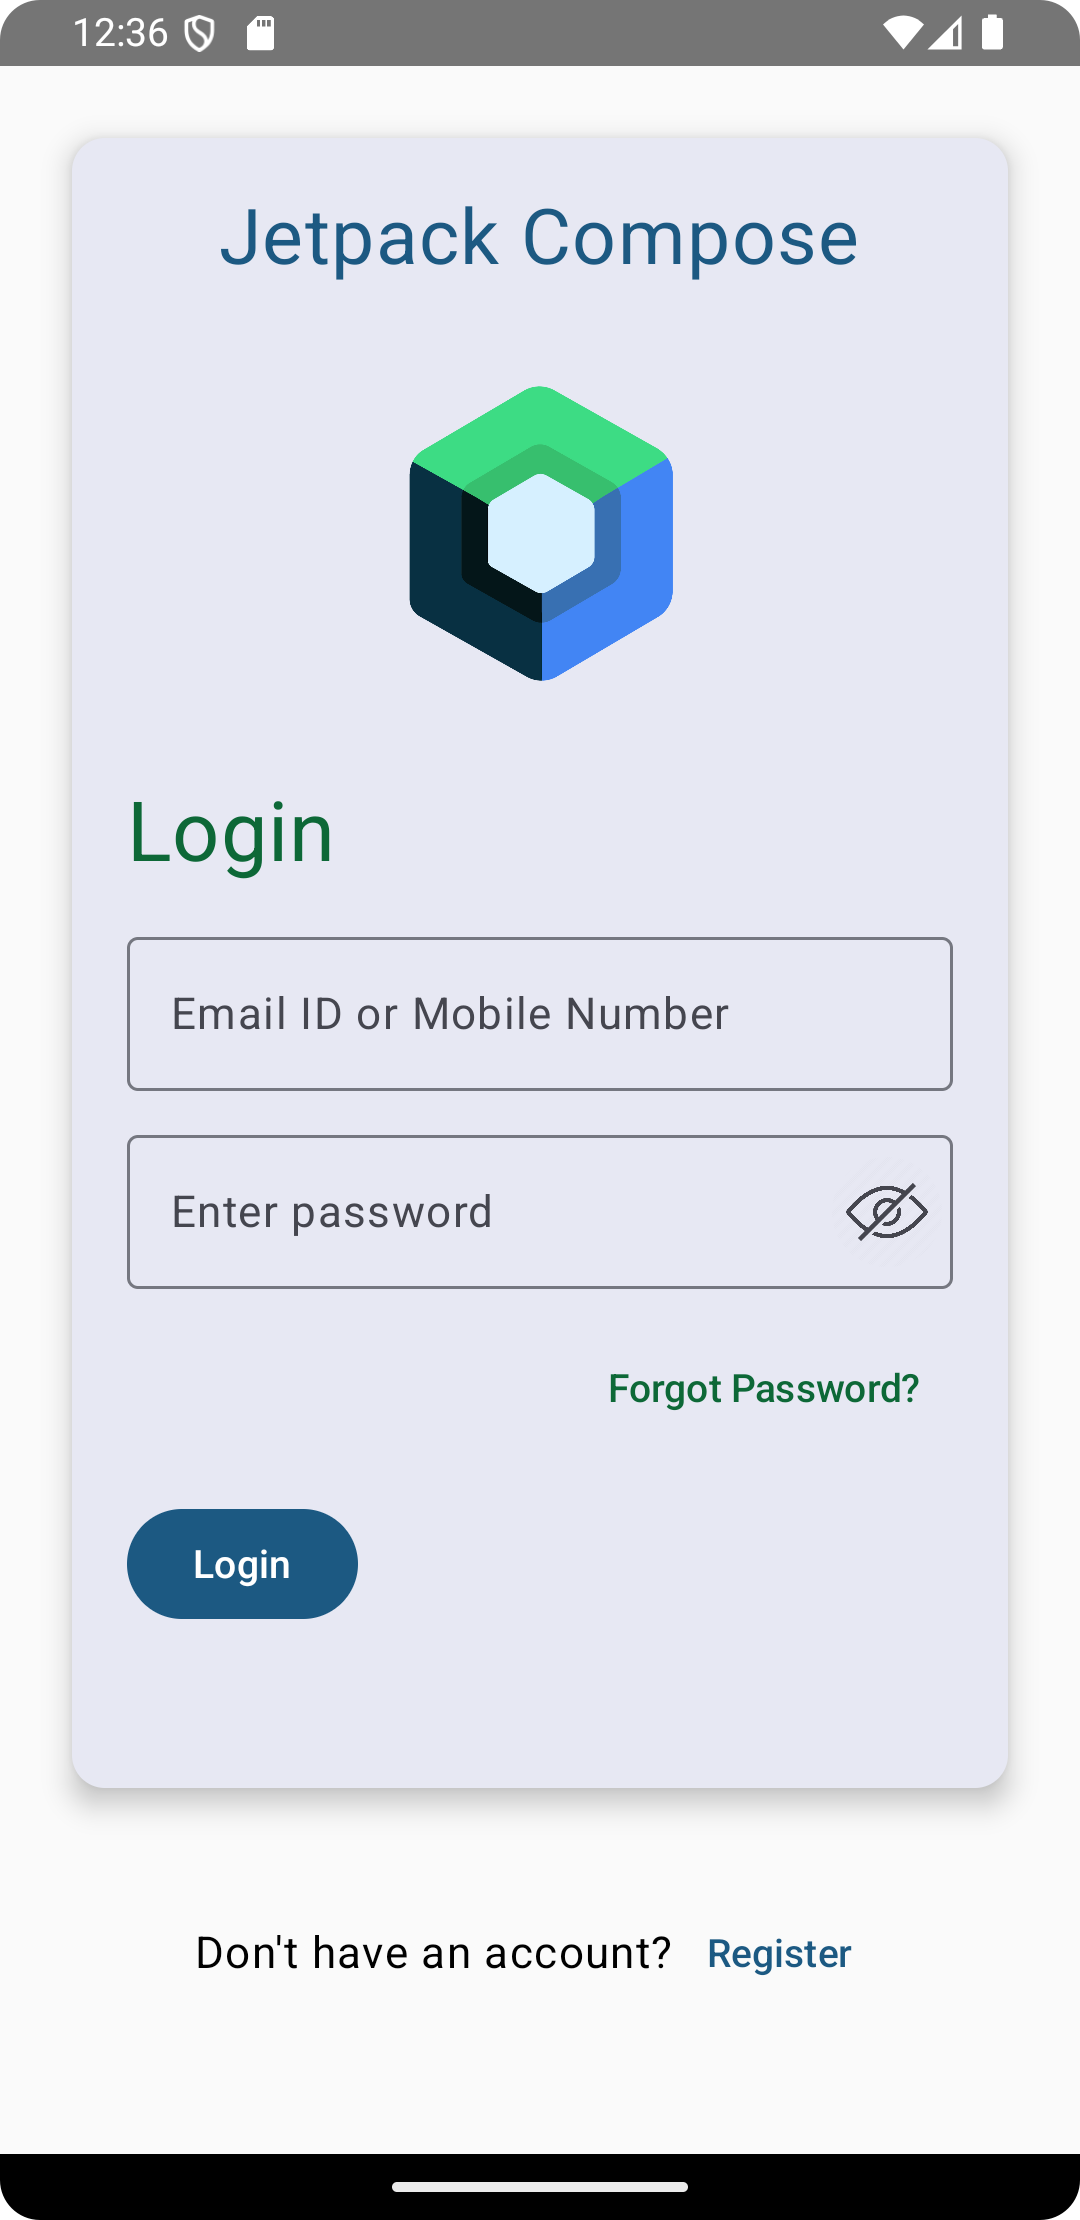 12:36
Jetpack Compose
Login
Email ID or Mobile Number
Enter password
Forgot Password?
Login
Don't have an account? Register